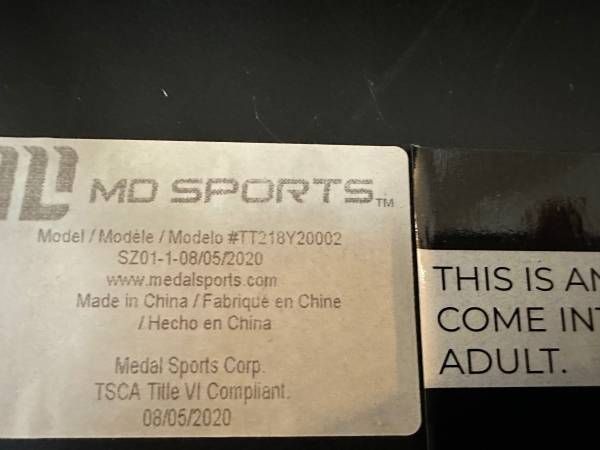 MD SPORTS™
Model / Modèle / Modelo #TT218Y20002
SZ01-1-08/05/2020
www.medalsports.com
Made in China / Fabriqué en Chine
/ Hecho en China
Medal Sports Corp.
TSCA Title VI Compliant.
08/05/2020
THIS IS AN
COME INT
ADULT.